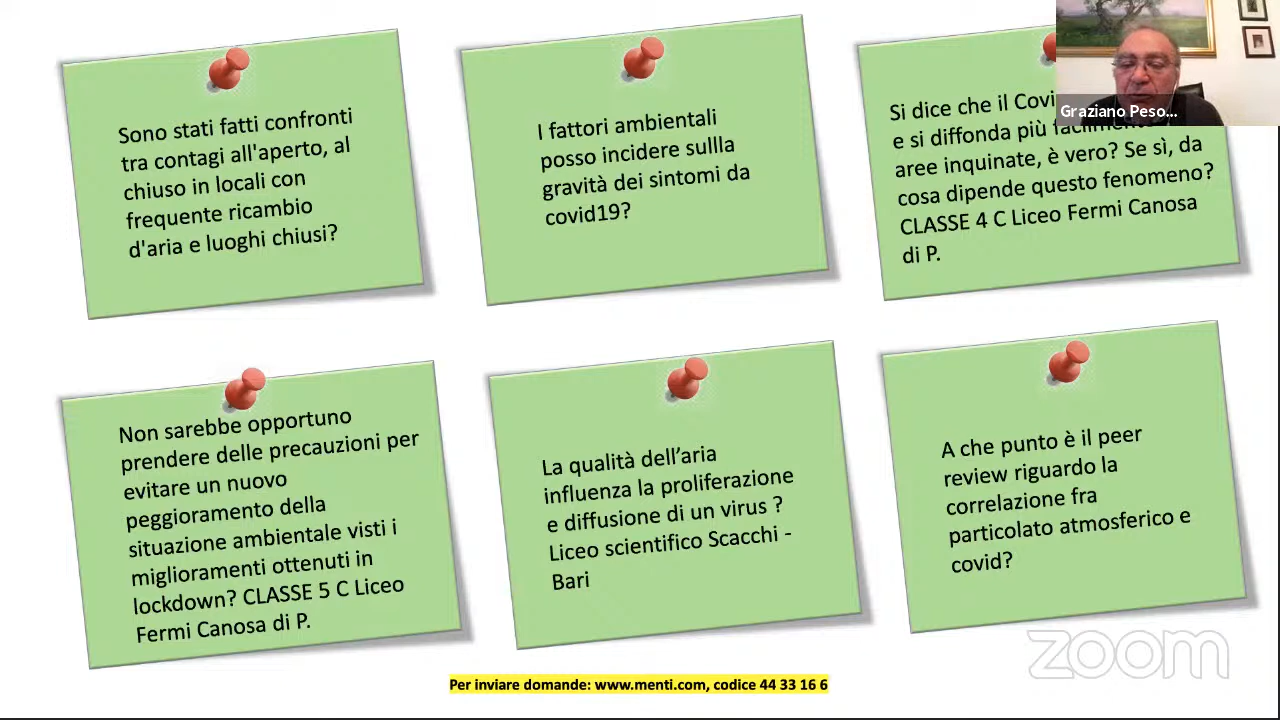 Sono stati fatti confronti
tra contagi all'aperto, al
chiuso in locali con
frequente ricambio
d'aria e luoghi chiusi?
I fattori ambientali
posso incidere sullla
gravità dei sintomi da
covid19?
Si dice che il Covi
e si diffonda più facilmente
aree inquinate, è vero? Se sì, da
cosa dipende questo fenomeno?
CLASSE 4 C Liceo Fermi Canosa
di P.
Graziano Peso...
Non sarebbe opportuno
prendere delle precauzioni per
evitare un nuovo
peggioramento della
situazione ambientale visti i
miglioramenti ottenuti in
lockdown? CLASSE 5 C Liceo
Fermi Canosa di P.
La qualità dell’aria
influenza la proliferazione
e diffusione di un virus ?
Liceo scientifico Scacchi -
Bari
A che punto è il peer
review riguardo la
correlazione fra
particolato atmosferico e
covid?
zoom
Per inviare domande: www.menti.com, codice 44 33 16 6